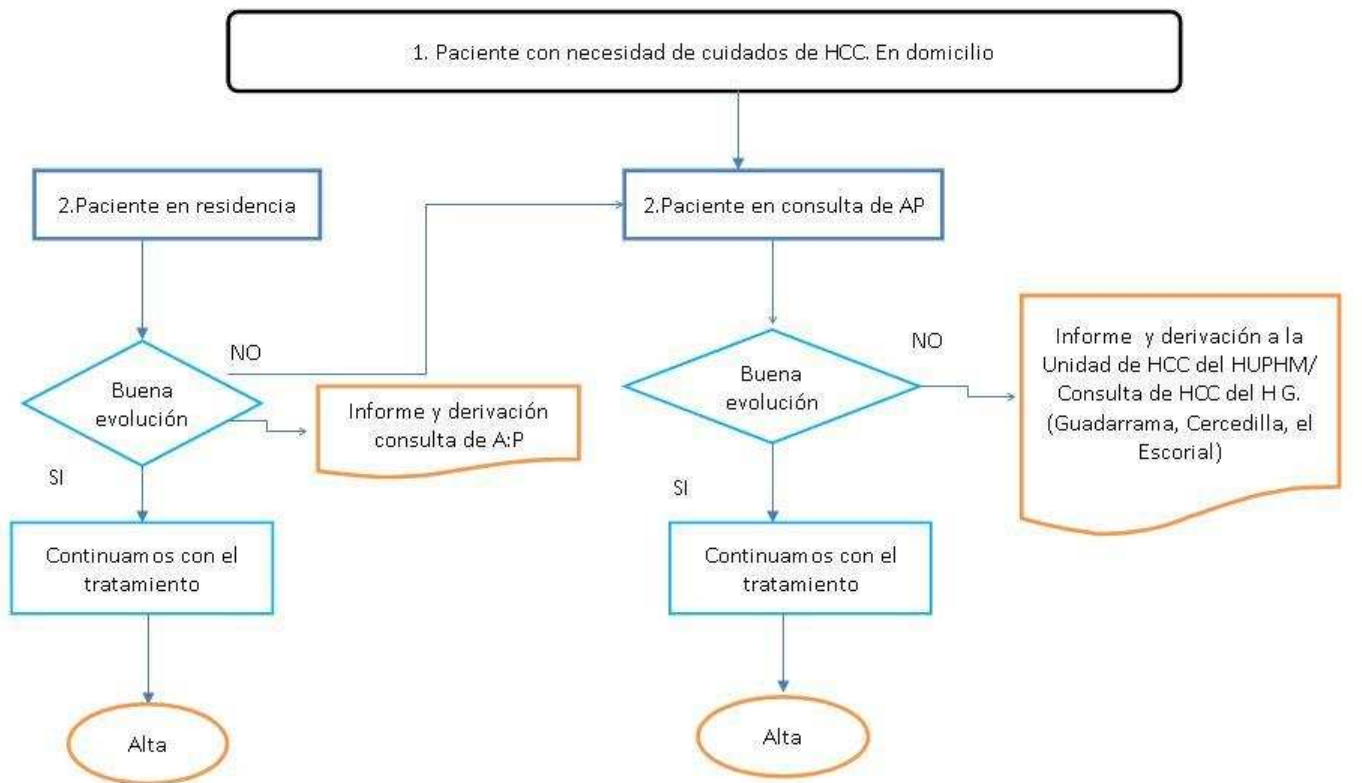 1. Paciente con necesidad de cuidados de HCC. En domicilio
2.Paciente en residencia
2.Paciente en consulta de AP
NO
Buena
evolución
Informe y derivación
consulta de A:P
NO
Buena
evolución
Informe y derivación a la
Unidad de HCC del HUPHM/
Consulta de HCC del H G.
(Guadarrama, Cercedilla, el
Escorial)
SI
SI
Continuamos con el
tratamiento
Continuamos con el
tratamiento
Alta
Alta